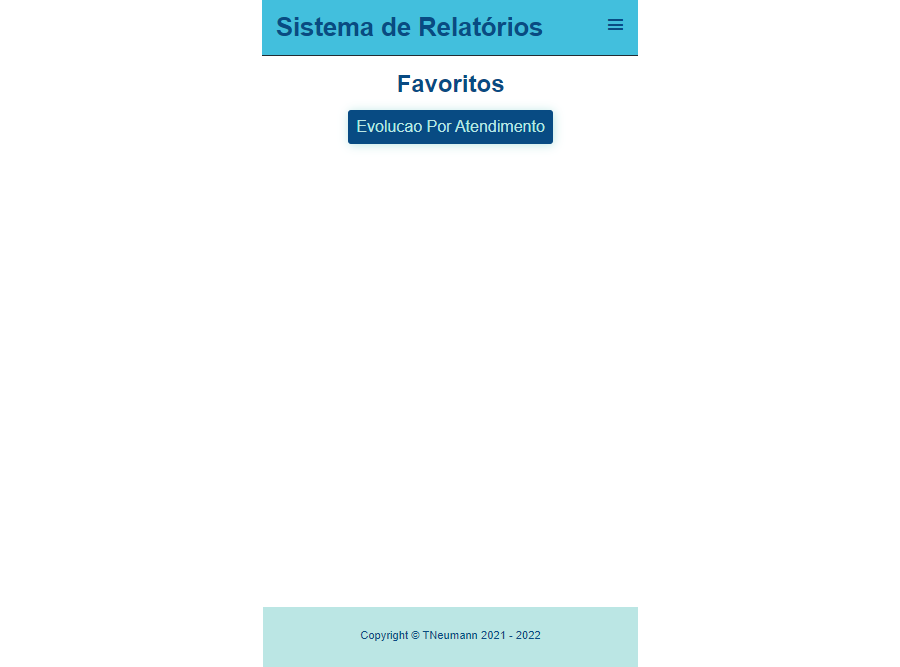 Sistema de Relatórios
Favoritos
Evolucao Por Atendimento
Copyright © TNeumann 2021 - 2022